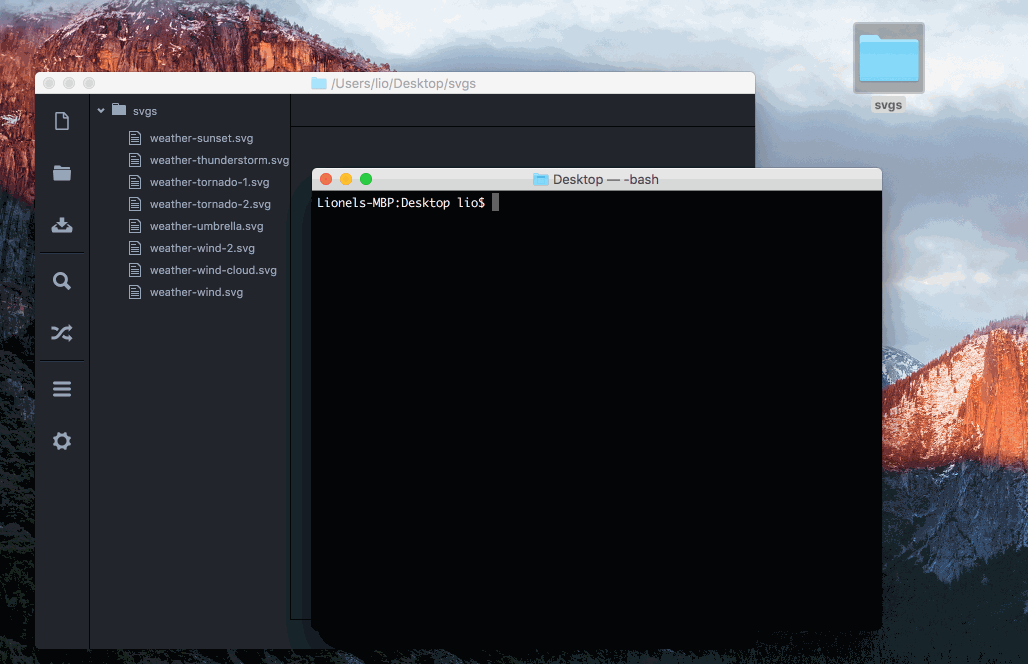 svgs
/Users/lio/Desktop/svgs
svgs
weather-sunset.svg
weather-thunderstorm.svg
weather-tornado-1.svg
weather-tornado-2.svg
weather-umbrella.svg
weather-wind-2.svg
weather-wind-cloud.svg
weather-wind.svg
Desktop — -bash
Lionels-MBP:Desktop lio$